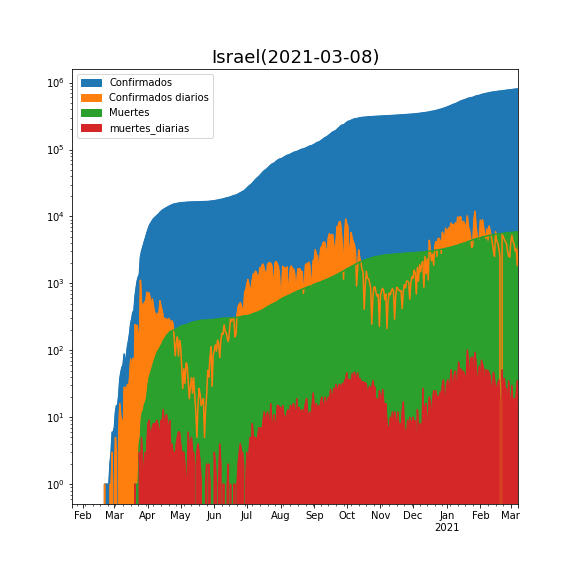 Israel(2021-03-08)
Confirmados
Confirmados diarios
Muertes
muertes_diarias
10⁶
10⁵
10⁴
10³
10²
10¹
10⁰
Feb Mar Apr May Jun Jul Aug Sep Oct Nov Dec Jan Feb Mar
2021